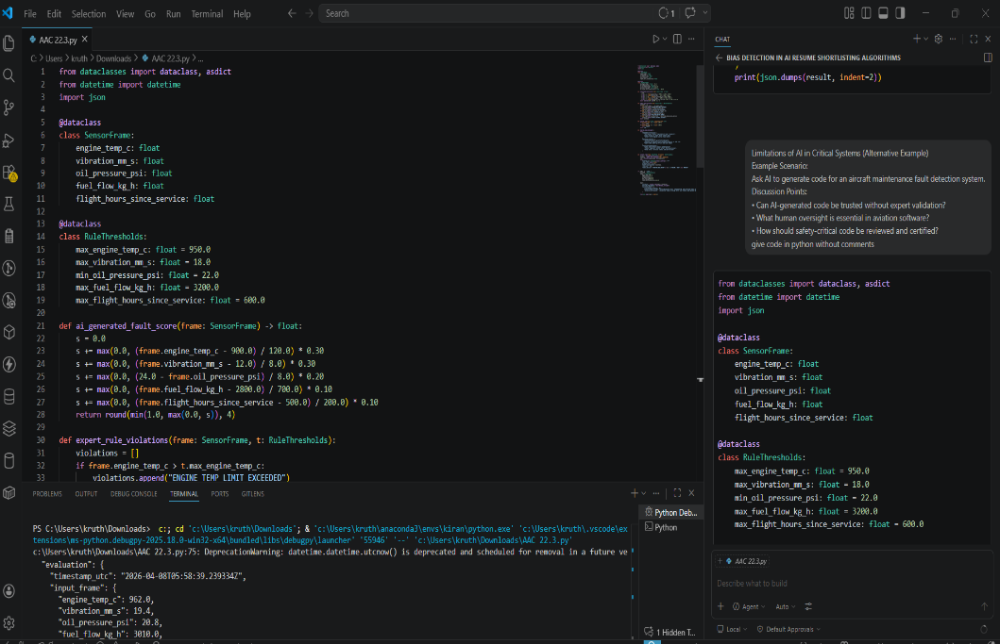 File Edit Selection View Go Run Terminal Help
Search
1
AAC 22.3.py
C: > Users > kruth > Downloads > AAC 22.3.py > ...
1 from dataclasses import dataclass, asdict
2 from datetime import datetime
3 import json
4
5 @dataclass
6 class SensorFrame:
7 engine_temp_c: float
8 vibration_mm_s: float
9 oil_pressure_psi: float
10 fuel_flow_kg_h: float
11 flight_hours_since_service: float
12
13 @dataclass
14 class RuleThresholds:
15 max_engine_temp_c: float = 950.0
16 max_vibration_mm_s: float = 18.0
17 min_oil_pressure_psi: float = 22.0
18 max_fuel_flow_kg_h: float = 3200.0
19 max_flight_hours_since_service: float = 600.0
20
21 def ai_generated_fault_score(frame: SensorFrame) -> float:
22 s = 0.0
23 s += max(0.0, (frame.engine_temp_c - 900.0) / 120.0) * 0.30
24 s += max(0.0, (frame.vibration_mm_s - 12.0) / 8.0) * 0.30
25 s += max(0.0, (24.0 - frame.oil_pressure_psi) / 8.0) * 0.20
26 s += max(0.0, (frame.fuel_flow_kg_h - 2800.0) / 700.0) * 0.10
27 s += max(0.0, (frame.flight_hours_since_service - 500.0) / 200.0) * 0.10
28 return round(min(1.0, max(0.0, s)), 4)
29
30 def expert_rule_violations(frame: SensorFrame, t: RuleThresholds):
31 violations = []
32 if frame.engine_temp_c > t.max_engine_temp_c:
33 violations.append("ENGINE TEMP LIMIT EXCEEDED")
PROBLEMS OUTPUT DEBUG CONSOLE TERMINAL PORTS GITLENS
PS C:\Users\kruth\Downloads> c:; cd 'c:\Users\kruth\Downloads'; & 'c:\Users\kruth\anaconda3\envs\kiran\python.exe' 'c:\Users\kruth\.vscode\ex
tensions\ms-python.debugpy-2025.18.0-win32-x64\bundled\libs\debugpy\launcher' '55946' '--' 'c:\Users\kruth\Downloads\AAC 22.3.py'
c:\Users\kruth\Downloads\AAC 22.3.py:75: DeprecationWarning: datetime.datetime.utcnow() is deprecated and scheduled for removal in a future ve
"evaluation": {
"timestamp_utc": "2026-04-08T05:58:39.239334Z",
"input_frame": {
"engine_temp_c": 962.0,
"vibration_mm_s": 19.4,
"oil_pressure_psi": 20.8,
"fuel_flow_kg_h": 3010.0,
Python Deb...
Python
1 Hidden T...
CHAT
BIAS DETECTION IN AI RESUME SHORTLISTING ALGORITHMS
)
print(json.dumps(result, indent=2))
Limitations of AI in Critical Systems (Alternative Example)
Example Scenario:
Ask AI to generate code for an aircraft maintenance fault detection system.
Discussion Points:
• Can AI-generated code be trusted without expert validation?
• What human oversight is essential in aviation software?
• How should safety-critical code be reviewed and certified?
give code in python without comments
from dataclasses import dataclass, asdict
from datetime import datetime
import json
@dataclass
class SensorFrame:
engine_temp_c: float
vibration_mm_s: float
oil_pressure_psi: float
fuel_flow_kg_h: float
flight_hours_since_service: float
@dataclass
class RuleThresholds:
max_engine_temp_c: float = 950.0
max_vibration_mm_s: float = 18.0
min_oil_pressure_psi: float = 22.0
max_fuel_flow_kg_h: float = 3200.0
max_flight_hours_since_service: float = 600.0
+ AAC 22.3.py
Describe what to build
Agent Auto
Local Default Approvals